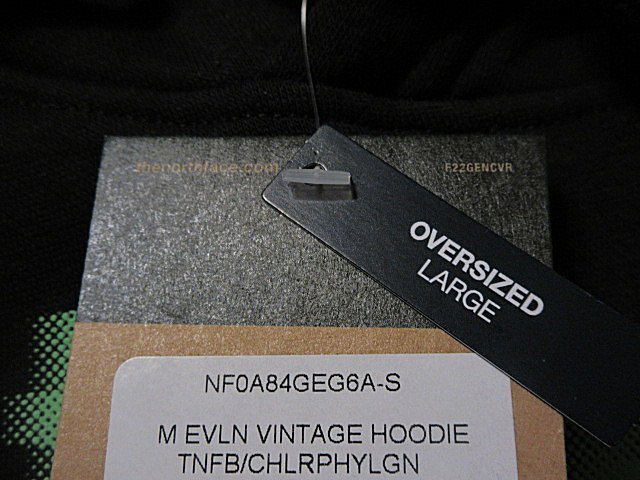 thenorthface.com
F22GENCVR
OVERSIZED
LARGE
NF0A84GEG6A-S
M EVLN VINTAGE HOODIE
TNFB/CHLRPHYLGN